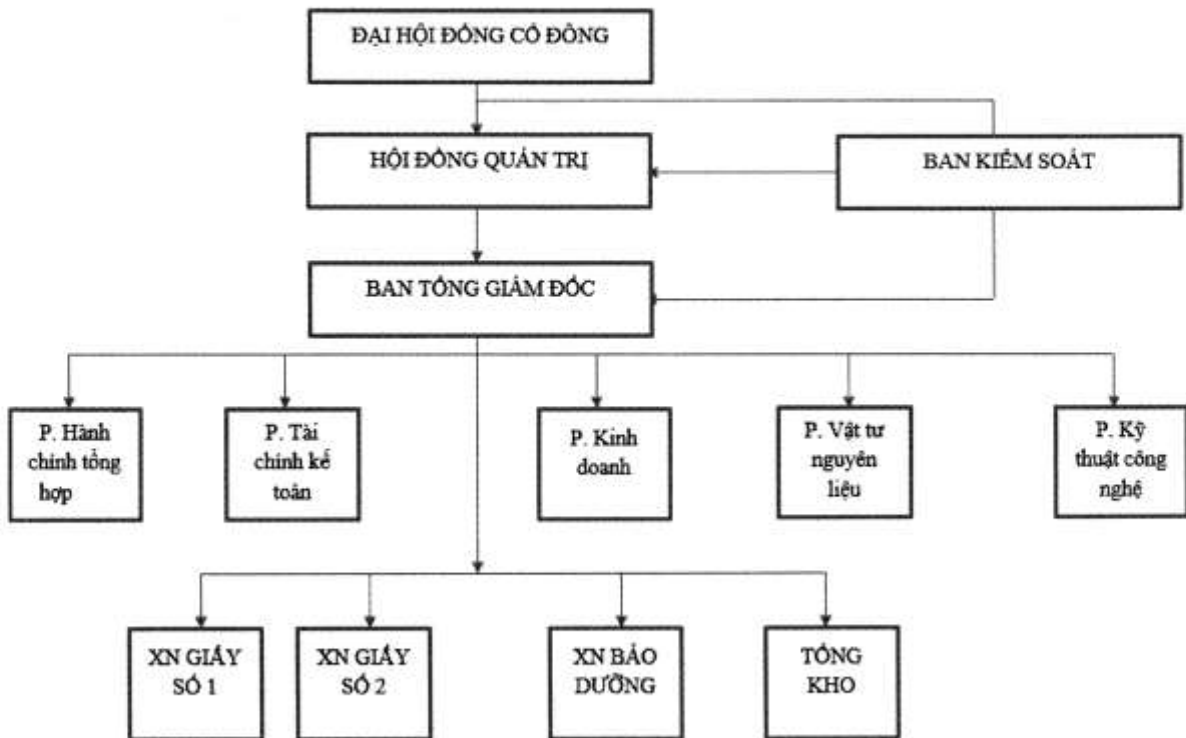 ĐẠI HỘI ĐỒNG CỔ ĐÔNG
HỘI ĐỒNG QUẢN TRỊ
BAN KIỂM SOÁT
BAN TỔNG GIÁM ĐỐC
P. Hành
chính tổng
hợp
P. Tài
chính kế
toán
P. Kinh
doanh
P. Vật tư
nguyên
liệu
P. Kỹ
thuật công
nghệ
XN GIẤY
SỐ 1
XN GIẤY
SỐ 2
XN BẢO
DƯỠNG
TỔNG
KHO